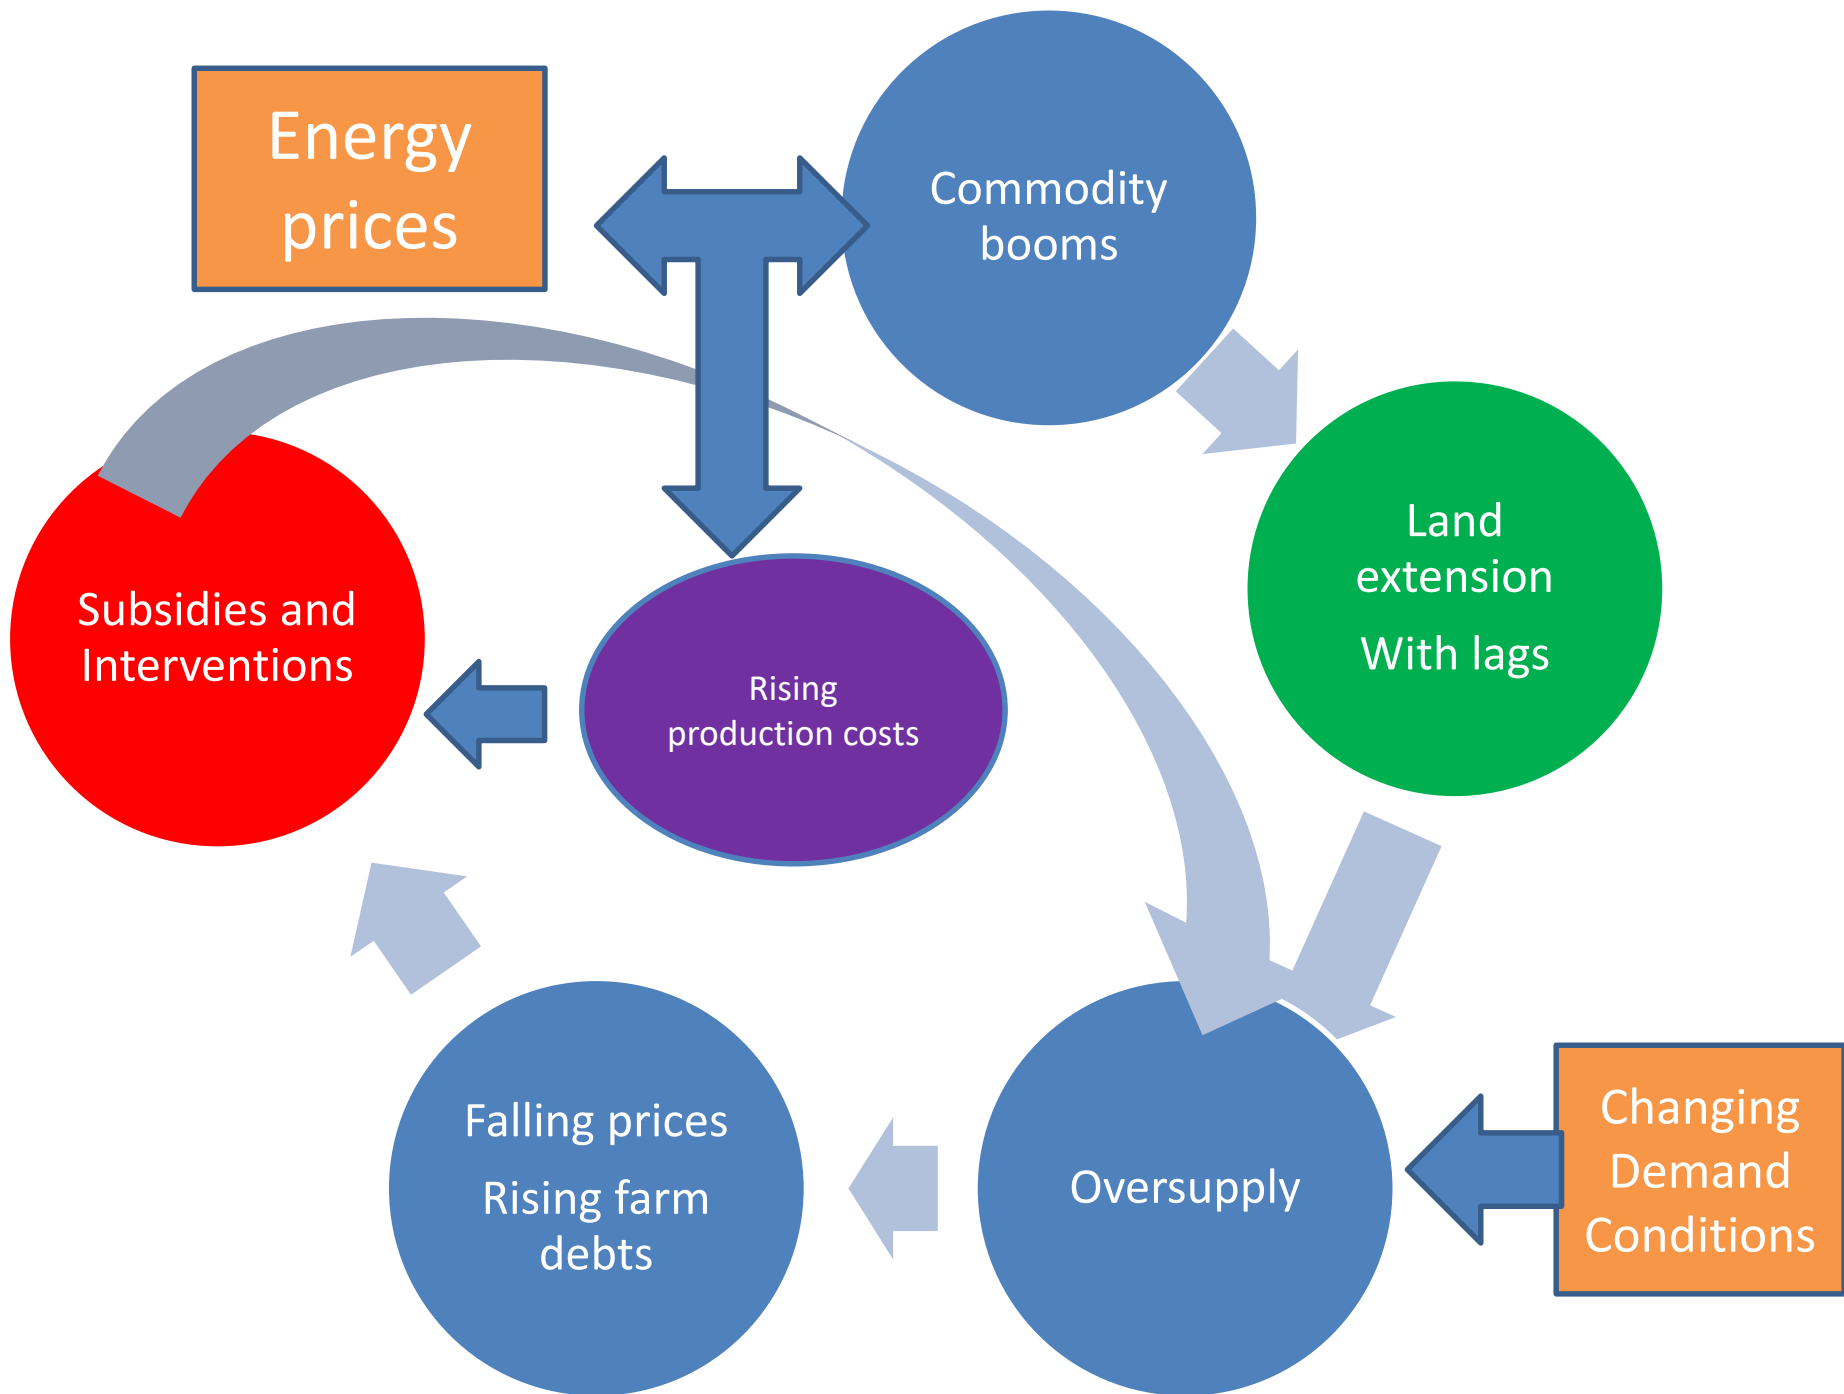 Energy
prices
Commodity
booms
Land
extension
With lags
Subsidies and
Interventions
Rising
production costs
Falling prices
Rising farm
debts
Oversupply
Changing
Demand
Conditions